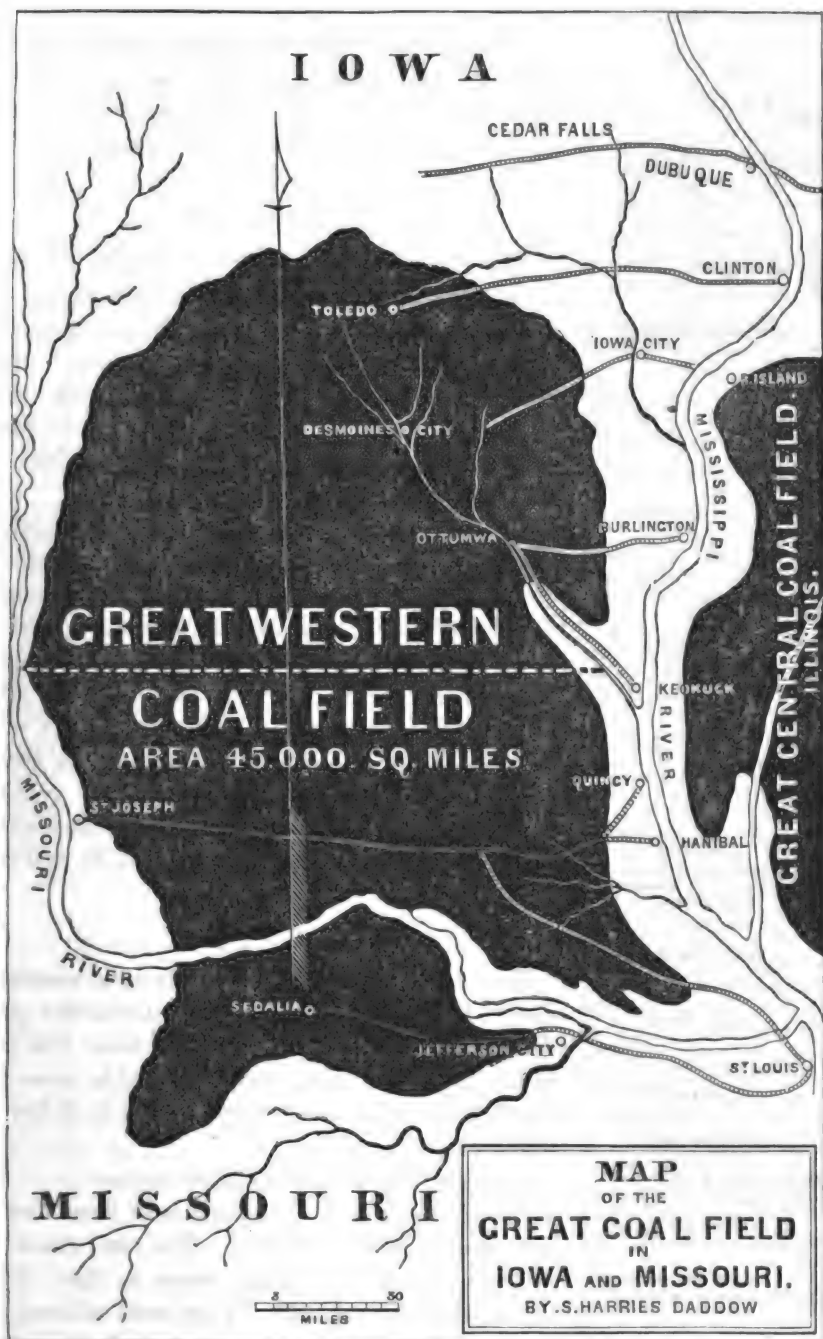 IOWA
CEDAR FALLS
DUBUQUE
CLINTON
TOLEDO
IOWA CITY
ISLAND
DESMOINES CITY
MISSISSIPPI
RIVER
BURLINGTON
OTTUMWA
GREAT CENTRAL COAL FIELD.
ILLINOIS.
GREAT WESTERN
COAL FIELD
AREA 45.000. SQ. MILES
KEOKUCK
QUINCY
MISSOURI
RIVER
ST JOSEPH
HANIBAL
SEDALIA
JEFFERSON CITY
ST LOUIS
MISSOURI
MAP
OF THE
GREAT COAL FIELD
IN
IOWA AND MISSOURI.
BY. S. HARRIES DADDOW
50
MILES